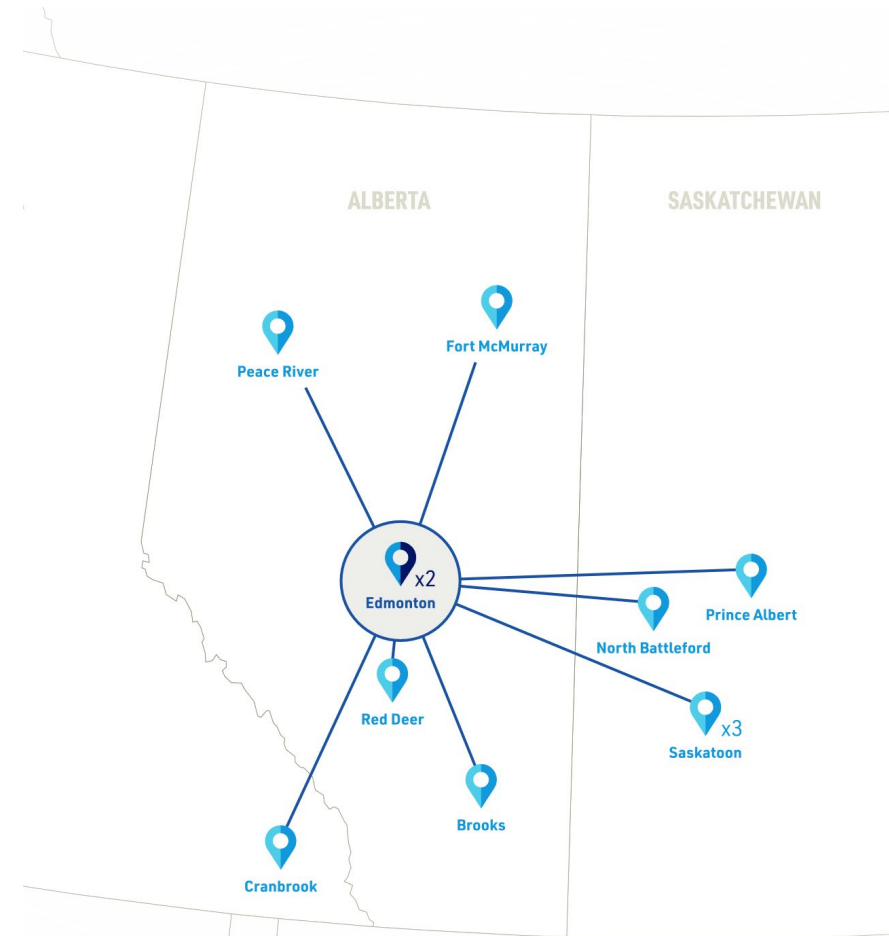 ALBERTA
SASKATCHEWAN
Fort McMurray
Peace River
x2
Edmonton
Prince Albert
North Battleford
Red Deer
x3
Saskatoon
Brooks
Cranbrook